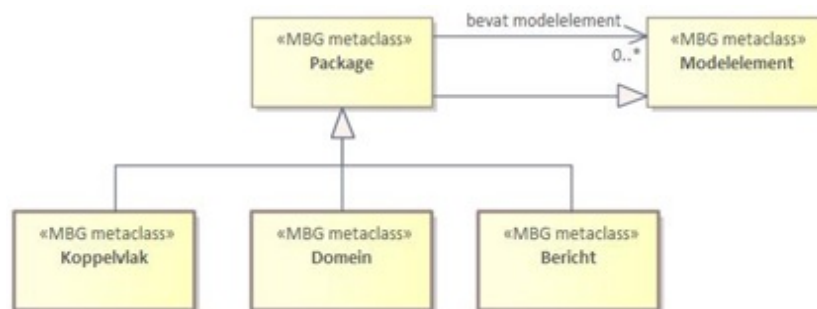 bevat modelelement
«MBG metaclass»
Package
0..*
«MBG metaclass»
Modelelement
«MBG metaclass»
Koppelvlak
«MBG metaclass»
Domein
«MBG metaclass»
Bericht